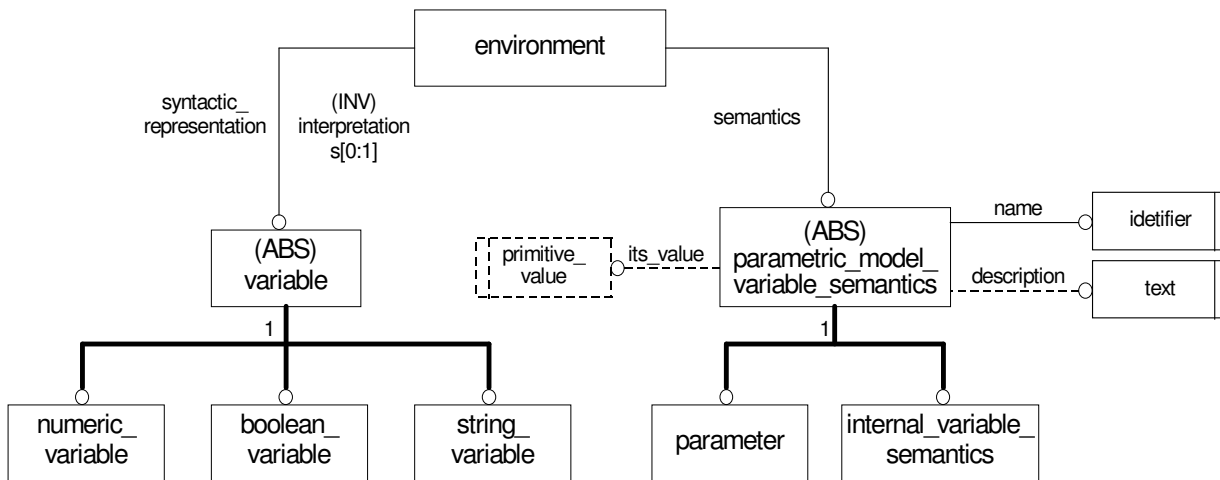 environment
syntactic_
representation
(INV)
interpretation
s[0:1]
semantics
(ABS)
variable
primitive_
value
its_value
(ABS)
parametric_model_
variable_semantics
name
idetifier
description
text
1
1
numeric_
variable
boolean_
variable
string_
variable
parameter
internal_variable_
semantics